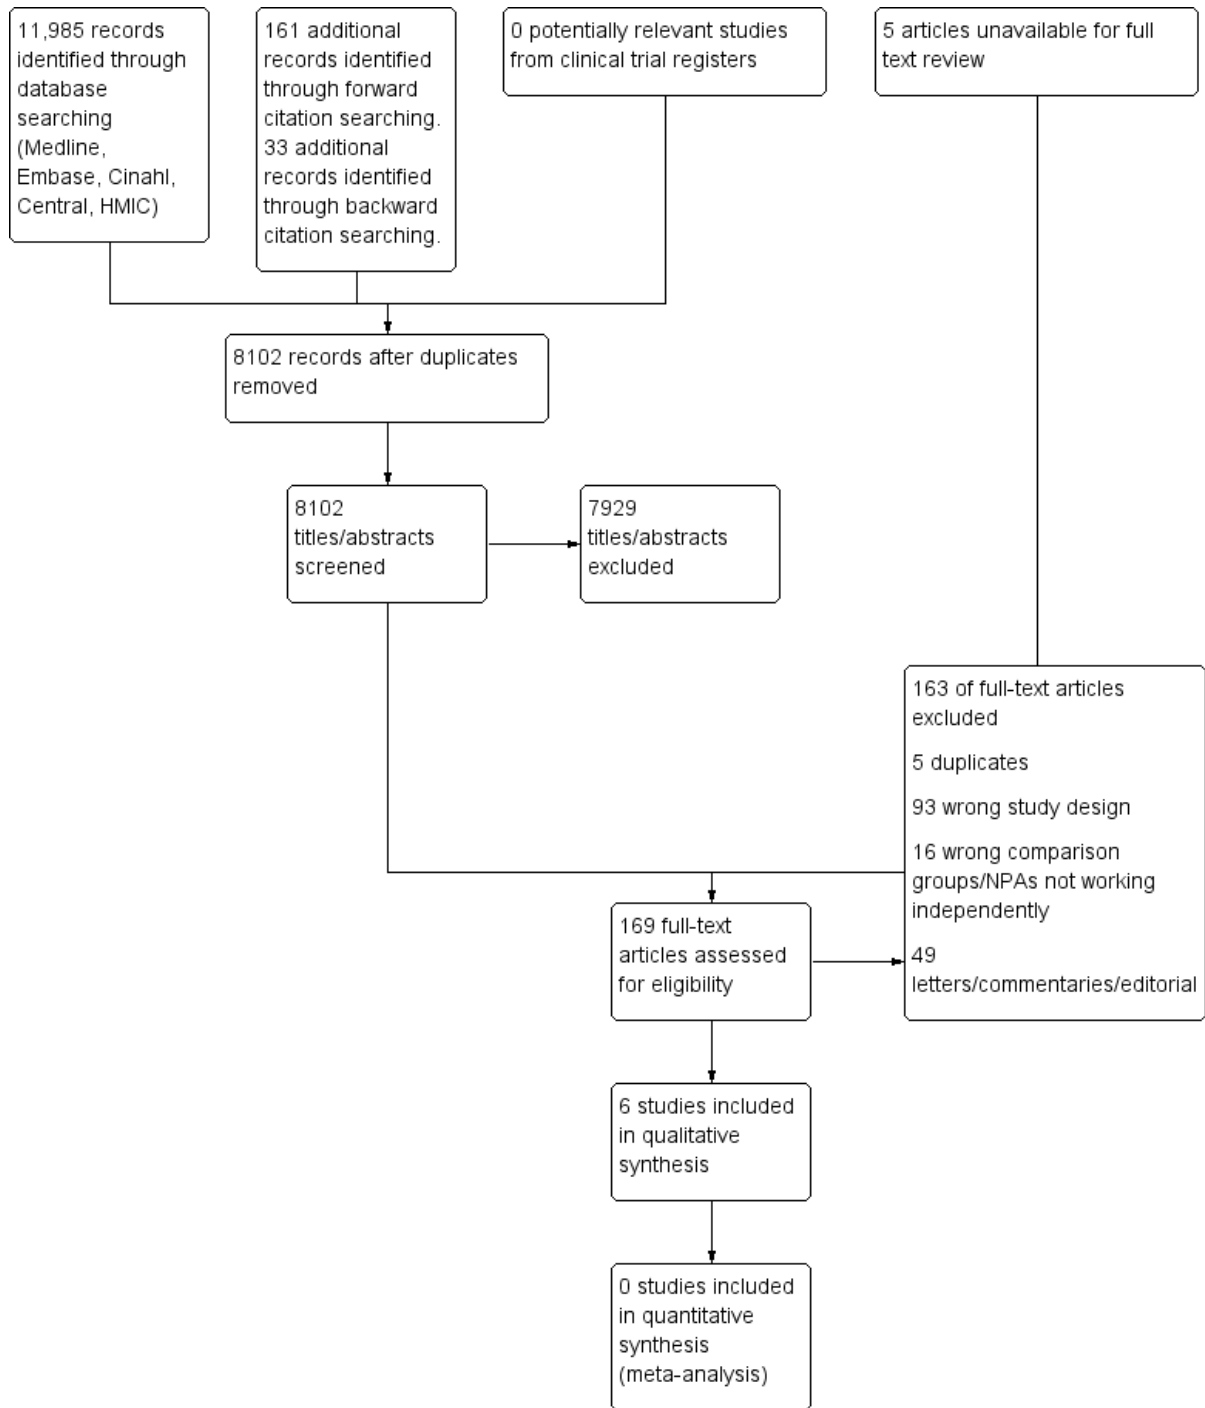 11,985 records
identified through
database
searching
(Medline,
Embase, Cinahl,
Central, HMIC)
161 additional
records identified
through forward
citation searching.
33 additional
records identified
through backward
citation searching.
0 potentially relevant studies
from clinical trial registers
5 articles unavailable for full
text review
8102 records after duplicates
removed
8102
titles/abstracts
screened
7929
titles/abstracts
excluded
163 of full-text articles
excluded
5 duplicates
93 wrong study design
16 wrong comparison
groups/NPAs not working
independently
49
letters/commentaries/editorial
169 full-text
articles assessed
for eligibility
6 studies included
in qualitative
synthesis
0 studies included
in quantitative
synthesis
(meta-analysis)